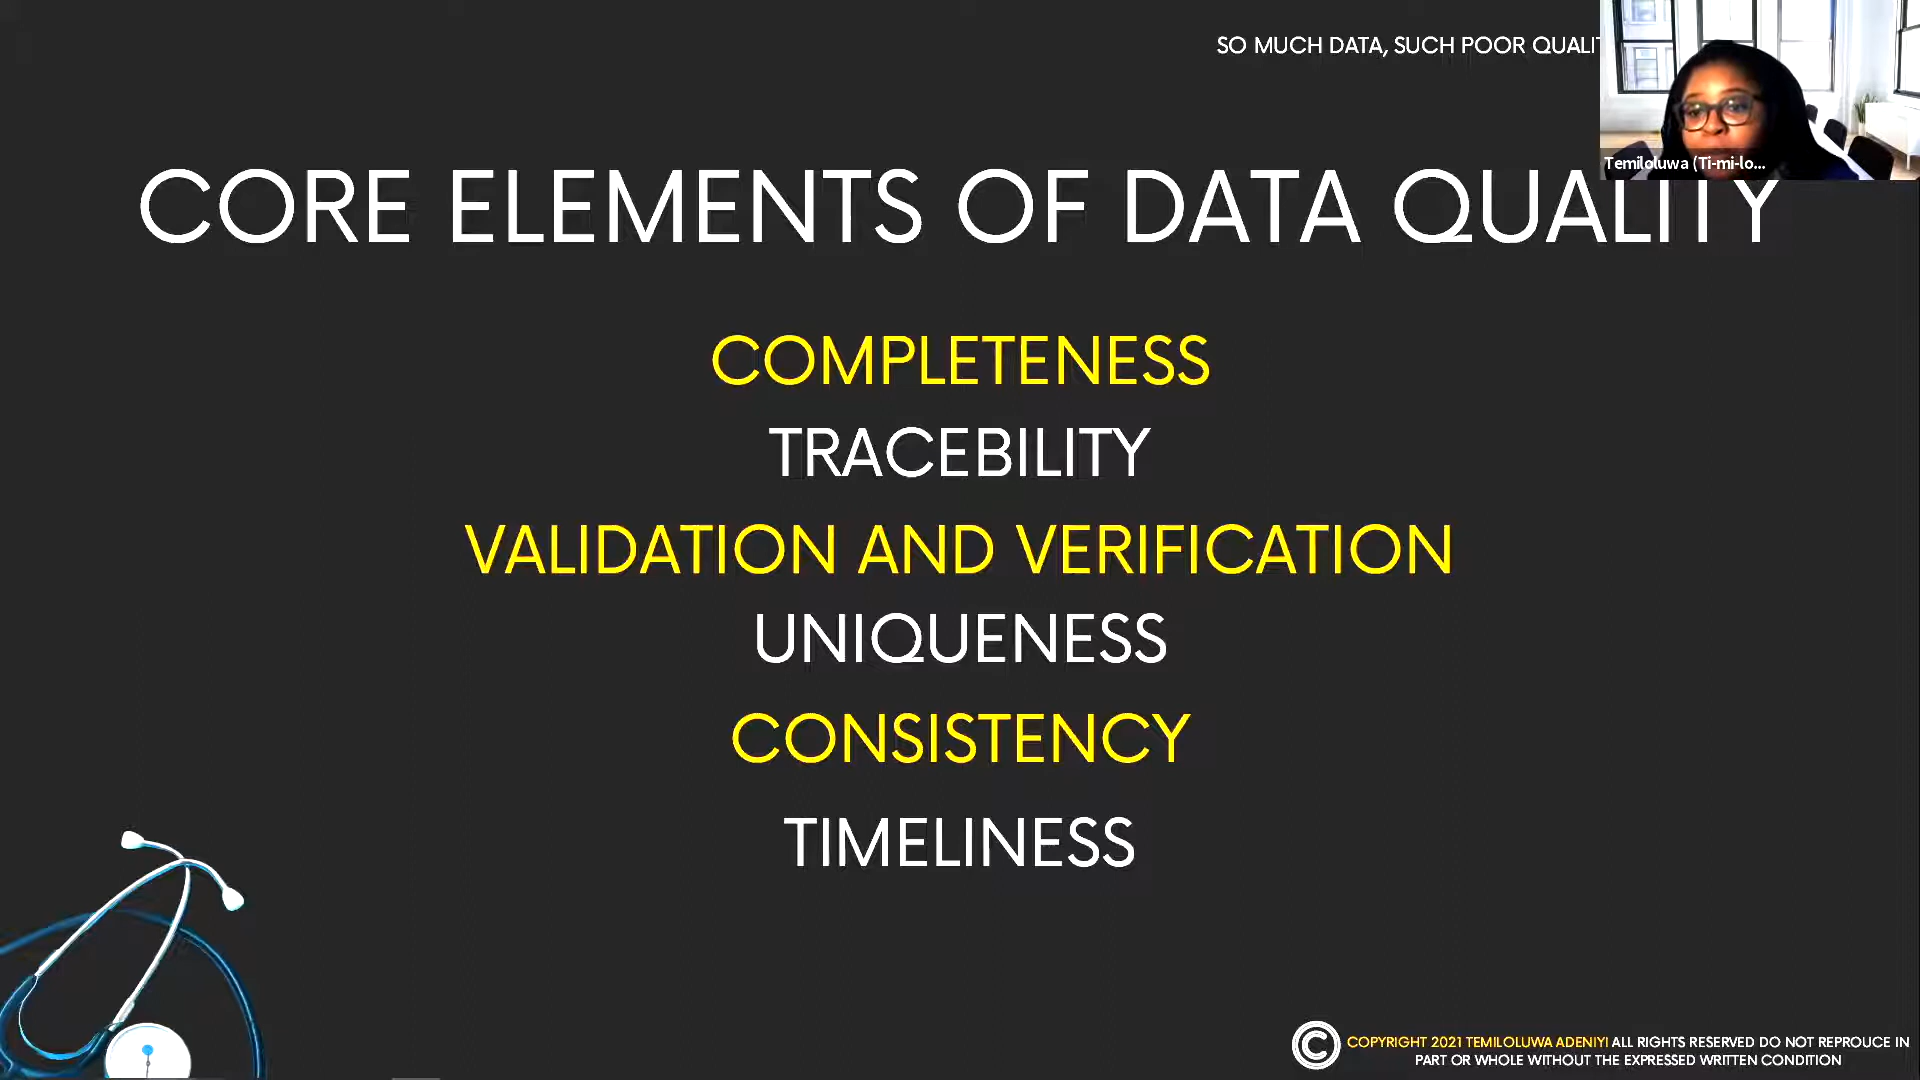 SO MUCH DATA, SUCH POOR
Temiloluwa (Ti-mi-lo...
CORE ELEMENTS OF DATA QUALITY
COMPLETENESS
TRACEBILITY
VALIDATION AND VERIFICATION
UNIQUENESS
CONSISTENCY
TIMELINESS
COPYRIGHT 2021 TEMILOLUWA ADENIYI ALL RIGHTS RESERVED DO NOT REPROUCE IN
PART OR WHOLE WITHOUT THE EXPRESSED WRITTEN CONDITION